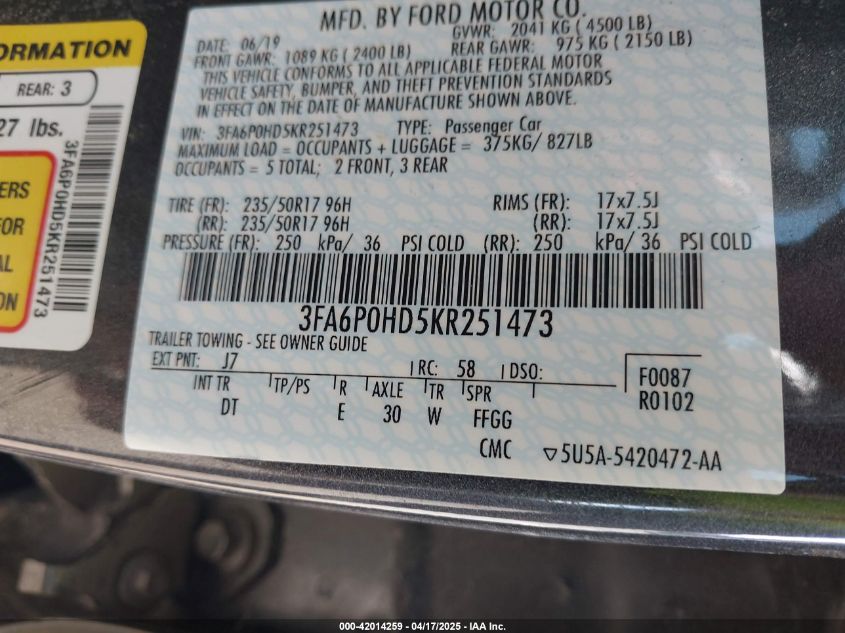 ORMATION
REAR: 3
27 lbs.
ERS
FOR
AL
ON
3FA6P0HD5KR251473
MFD. BY FORD MOTOR CO.
DATE: 06/19 GVWR: 2041 KG ( 4500 LB)
FRONT GAWR: 1089 KG ( 2400 LB) REAR GAWR: 975 KG ( 2150 LB)
THIS VEHICLE CONFORMS TO ALL APPLICABLE FEDERAL MOTOR
VEHICLE SAFETY, BUMPER, AND THEFT PREVENTION STANDARDS
IN EFFECT ON THE DATE OF MANUFACTURE SHOWN ABOVE.
VIN: 3FA6P0HD5KR251473 TYPE: Passenger Car
MAXIMUM LOAD = OCCUPANTS + LUGGAGE = 375KG/ 827LB
OCCUPANTS = 5 TOTAL; 2 FRONT, 3 REAR
TIRE (FR): 235/50R17 96H RIMS (FR): 17x7.5J
(RR): 235/50R17 96H (RR): 17x7.5J
PRESSURE (FR): 250 kPa/ 36 PSI COLD (RR): 250 kPa/ 36 PSI COLD
3FA6P0HD5KR251473
TRAILER TOWING - SEE OWNER GUIDE
EXT PNT: J7 RC: 58 DSO: F0087
INT TR TP/PS R AXLE TR SPR R0102
DT E 30 W FFGG
CMC ▽5U5A-5420472-AA
000-42014259 - 04/17/2025 - IAA Inc.